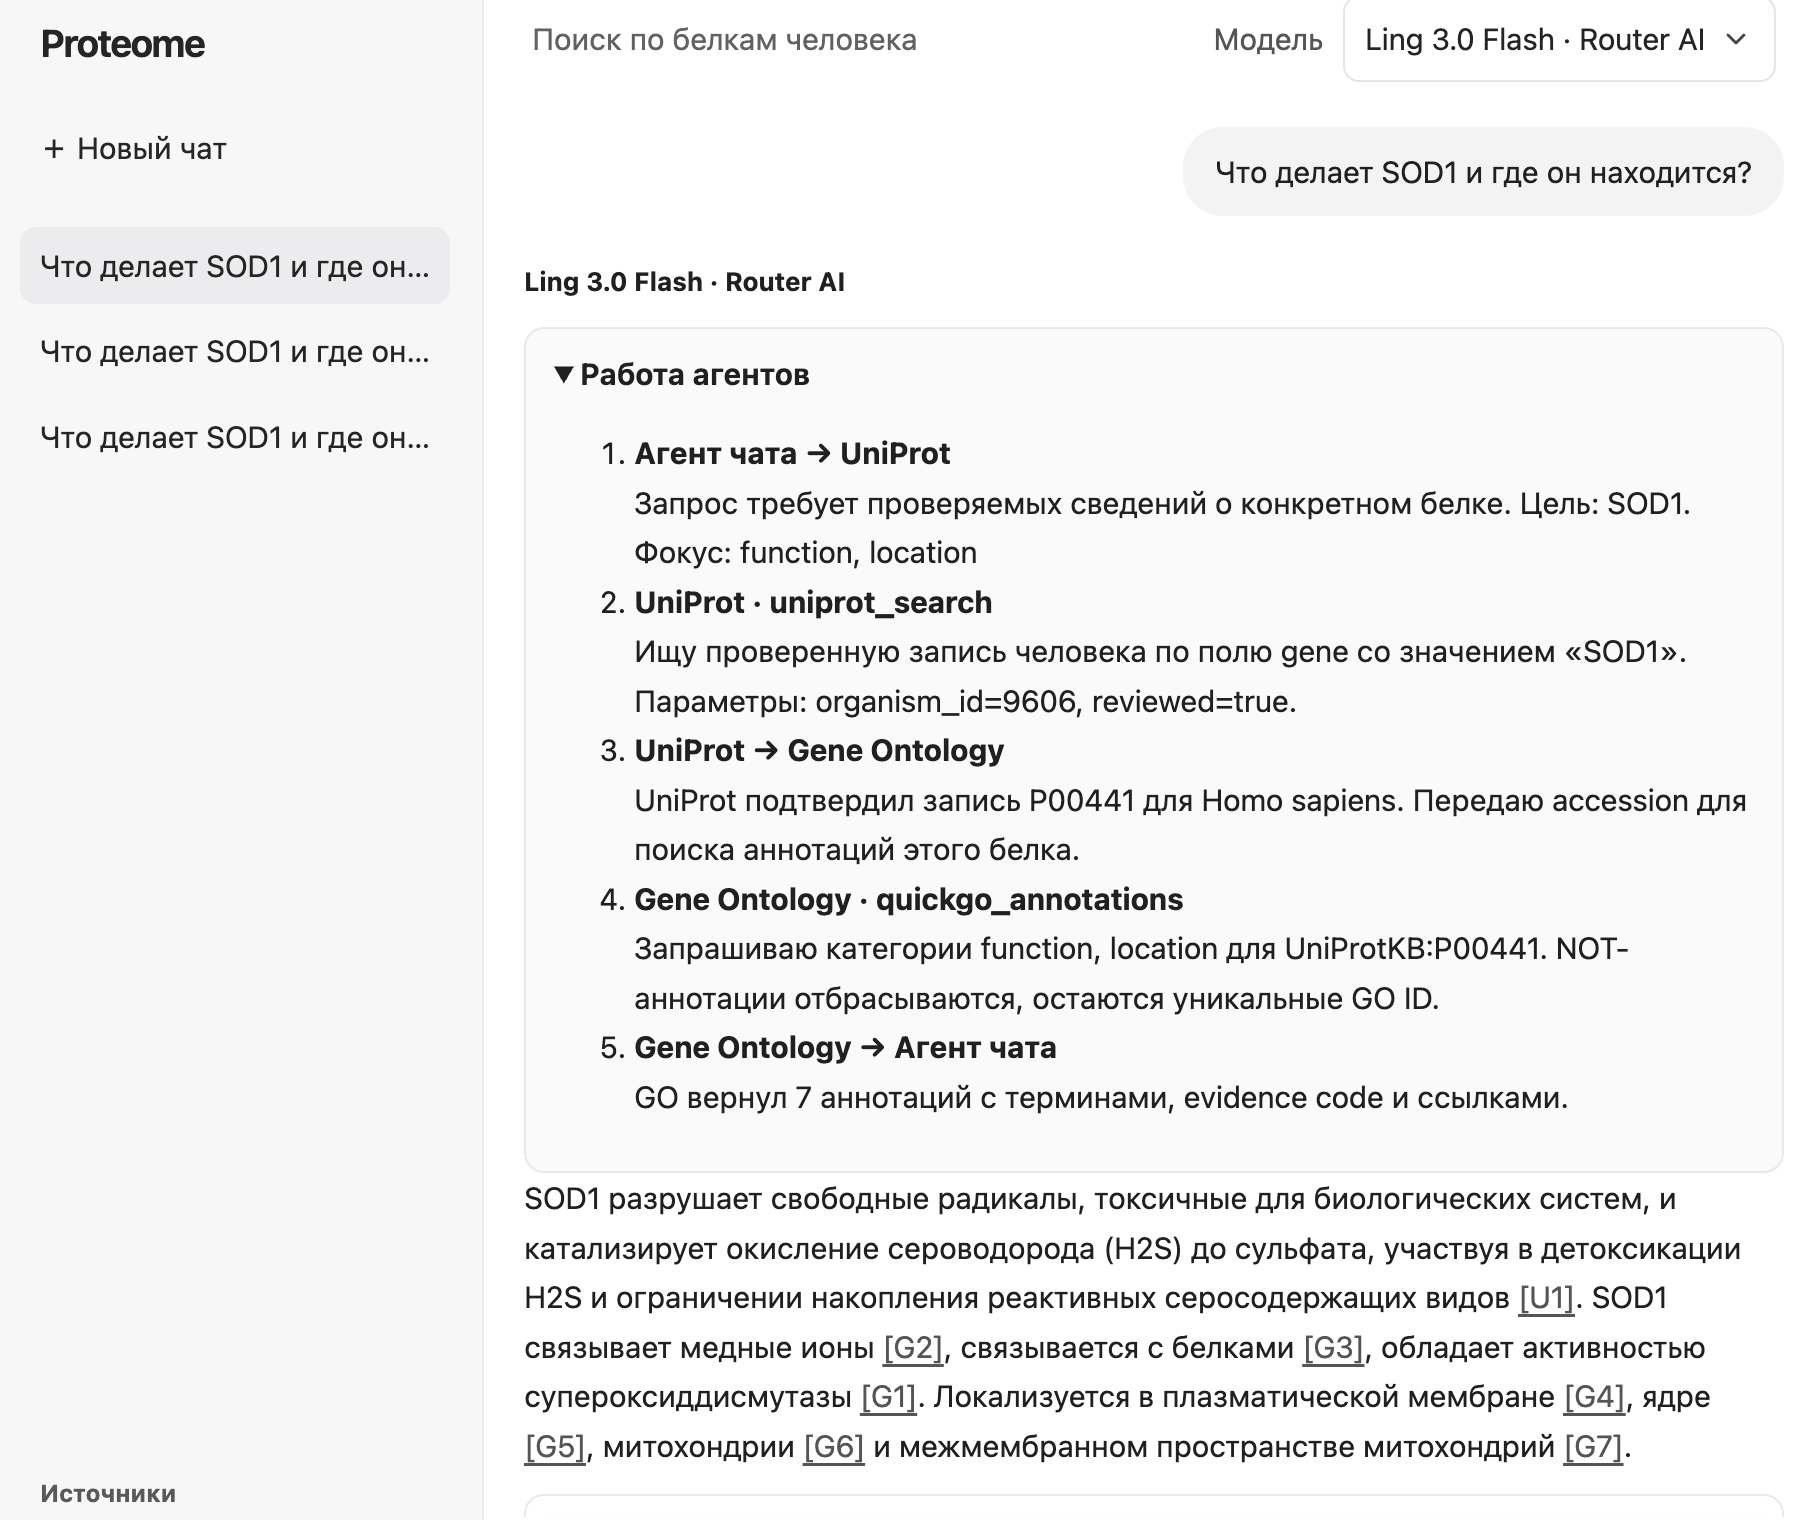 Proteome
Поиск по белкам человека
Модель
Ling 3.0 Flash · Router AI
+ Новый чат
Что делает SOD1 и где он...
Что делает SOD1 и где он...
Что делает SOD1 и где он...
Источники
Что делает SOD1 и где он находится?
Ling 3.0 Flash · Router AI
▼ Работа агентов
1. Агент чата → UniProt
Запрос требует проверяемых сведений о конкретном белке. Цель: SOD1.
Фокус: function, location
2. UniProt · uniprot_search
Ищу проверенную запись человека по полю gene со значением «SOD1».
Параметры: organism_id=9606, reviewed=true.
3. UniProt → Gene Ontology
UniProt подтвердил запись P00441 для Homo sapiens. Передаю accession для
поиска аннотаций этого белка.
4. Gene Ontology · quickgo_annotations
Запрашиваю категории function, location для UniProtKB:P00441. NOT-
аннотации отбрасываются, остаются уникальные GO ID.
5. Gene Ontology → Агент чата
GO вернул 7 аннотаций с терминами, evidence code и ссылками.
SOD1 разрушает свободные радикалы, токсичные для биологических систем, и
катализирует окисление сероводорода (H2S) до сульфата, участвуя в детоксикации
H2S и ограничении накопления реактивных серосодержащих видов [U1]. SOD1
связывает медные ионы [G2], связывается с белками [G3], обладает активностью
супероксиддисмутазы [G1]. Локализуется в плазматической мембране [G4], ядре
[G5], митохондрии [G6] и межмембранном пространстве митохондрий [G7].